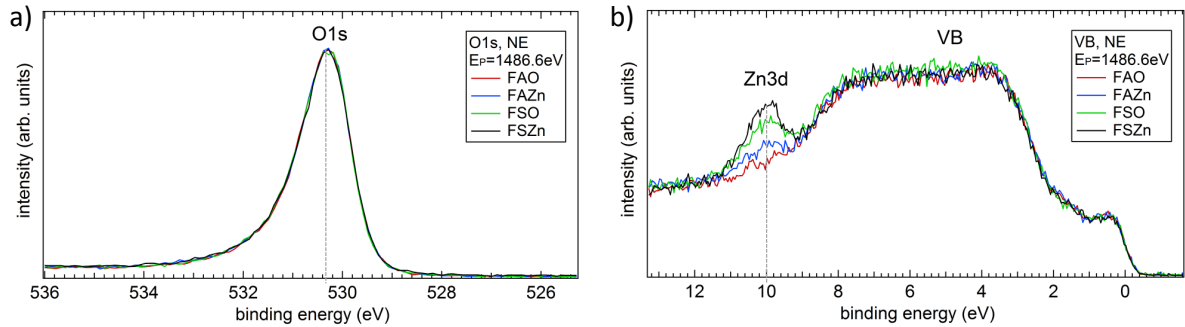 a)
O1s
O1s, NE
EP=1486.6eV
FAO
FAZn
FSO
FSZn
intensity (arb. units)
536
534
532
530
528
526
binding energy (eV)
b)
VB
Zn3d
VB, NE
EP=1486.6eV
FAO
FAZn
FSO
FSZn
intensity (arb. units)
12
10
8
6
4
2
0
binding energy (eV)